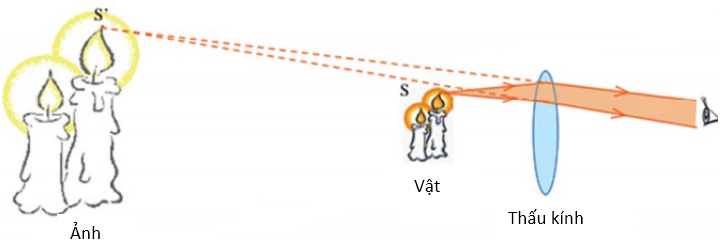 S'
S
Vật
Thấu kính
Ảnh